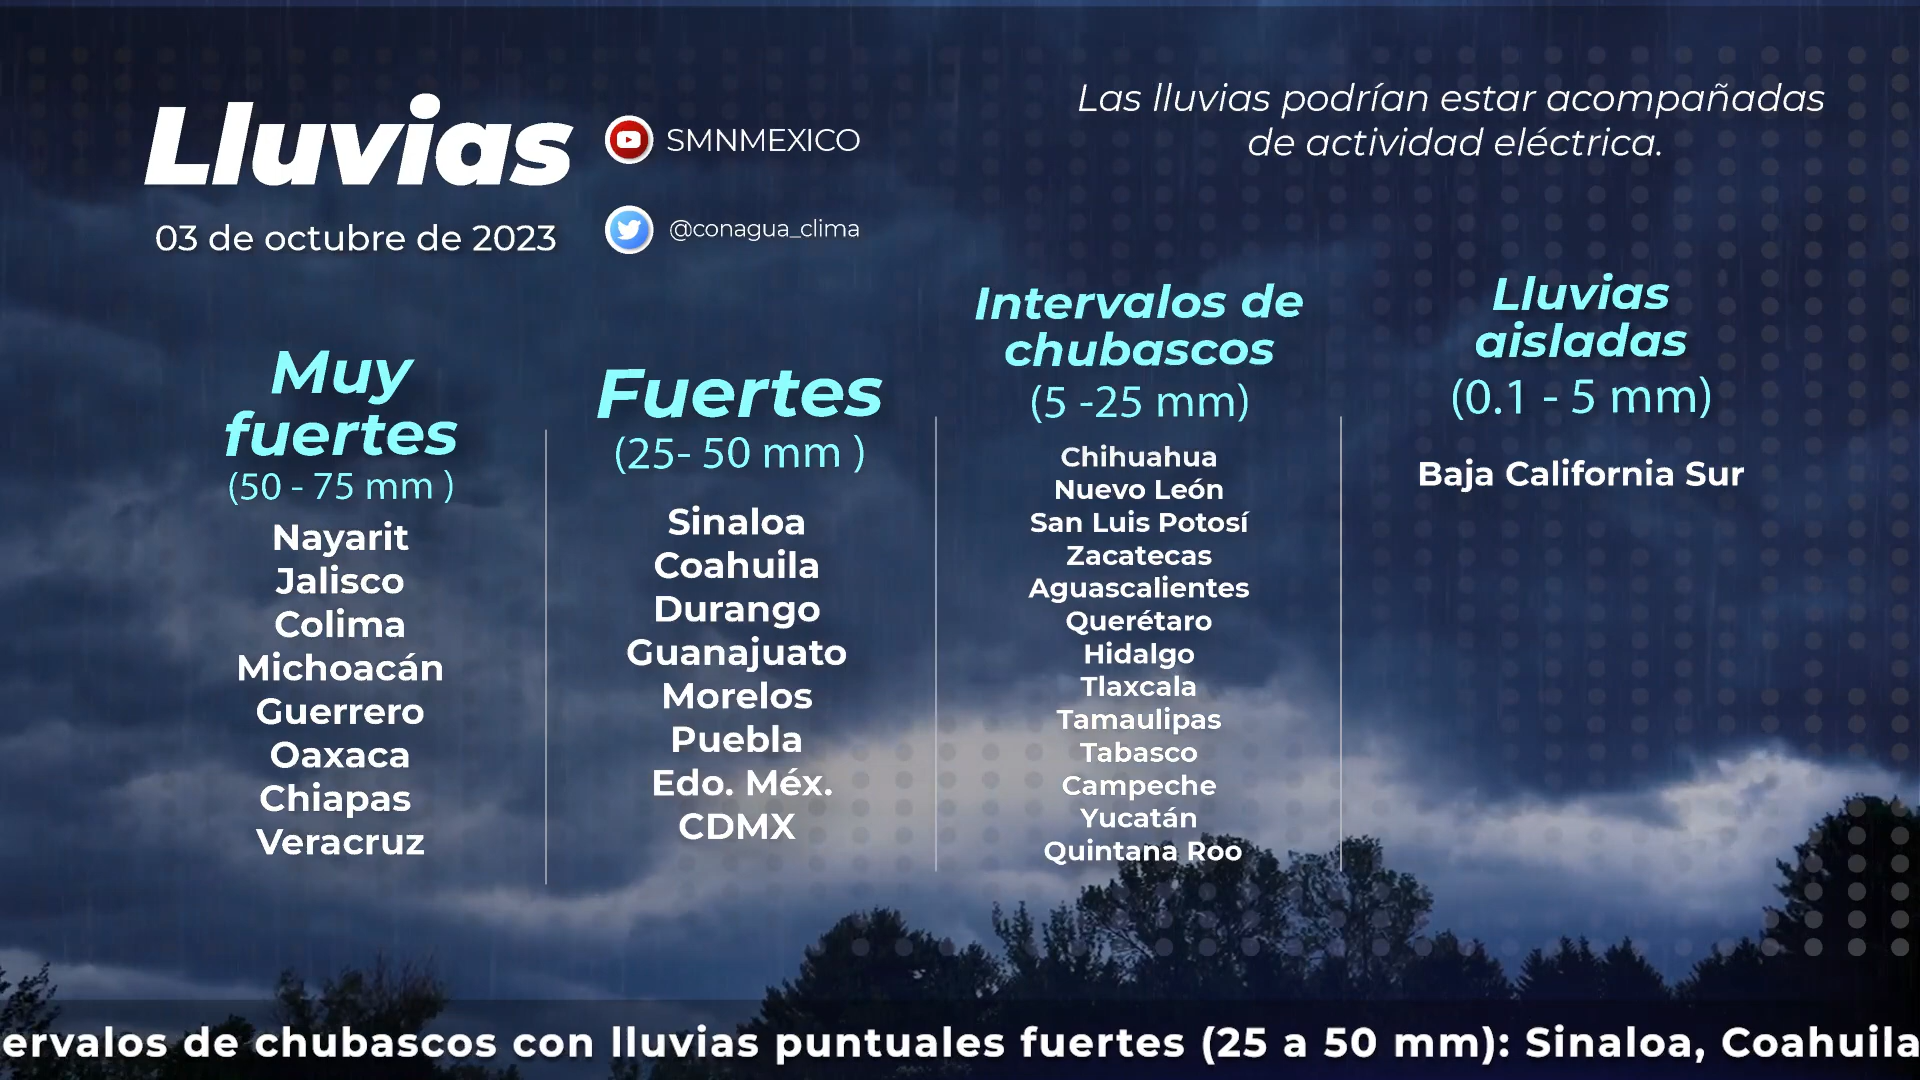 Lluvias
03 de octubre de 2023
SMNMEXICO
@conagua_clima
Las lluvias podrían estar acompañadas
de actividad eléctrica.
Muy
fuertes
(50 - 75 mm )
Nayarit
Jalisco
Colima
Michoacán
Guerrero
Oaxaca
Chiapas
Veracruz
Fuertes
(25- 50 mm )
Sinaloa
Coahuila
Durango
Guanajuato
Morelos
Puebla
Edo. Méx.
CDMX
Intervalos de
chubascos
(5 -25 mm)
Chihuahua
Nuevo León
San Luis Potosí
Zacatecas
Aguascalientes
Querétaro
Hidalgo
Tlaxcala
Tamaulipas
Tabasco
Campeche
Yucatán
Quintana Roo
Lluvias
aisladas
(0.1 - 5 mm)
Baja California Sur
ervalos de chubascos con lluvias puntuales fuertes (25 a 50 mm): Sinaloa, Coahuila